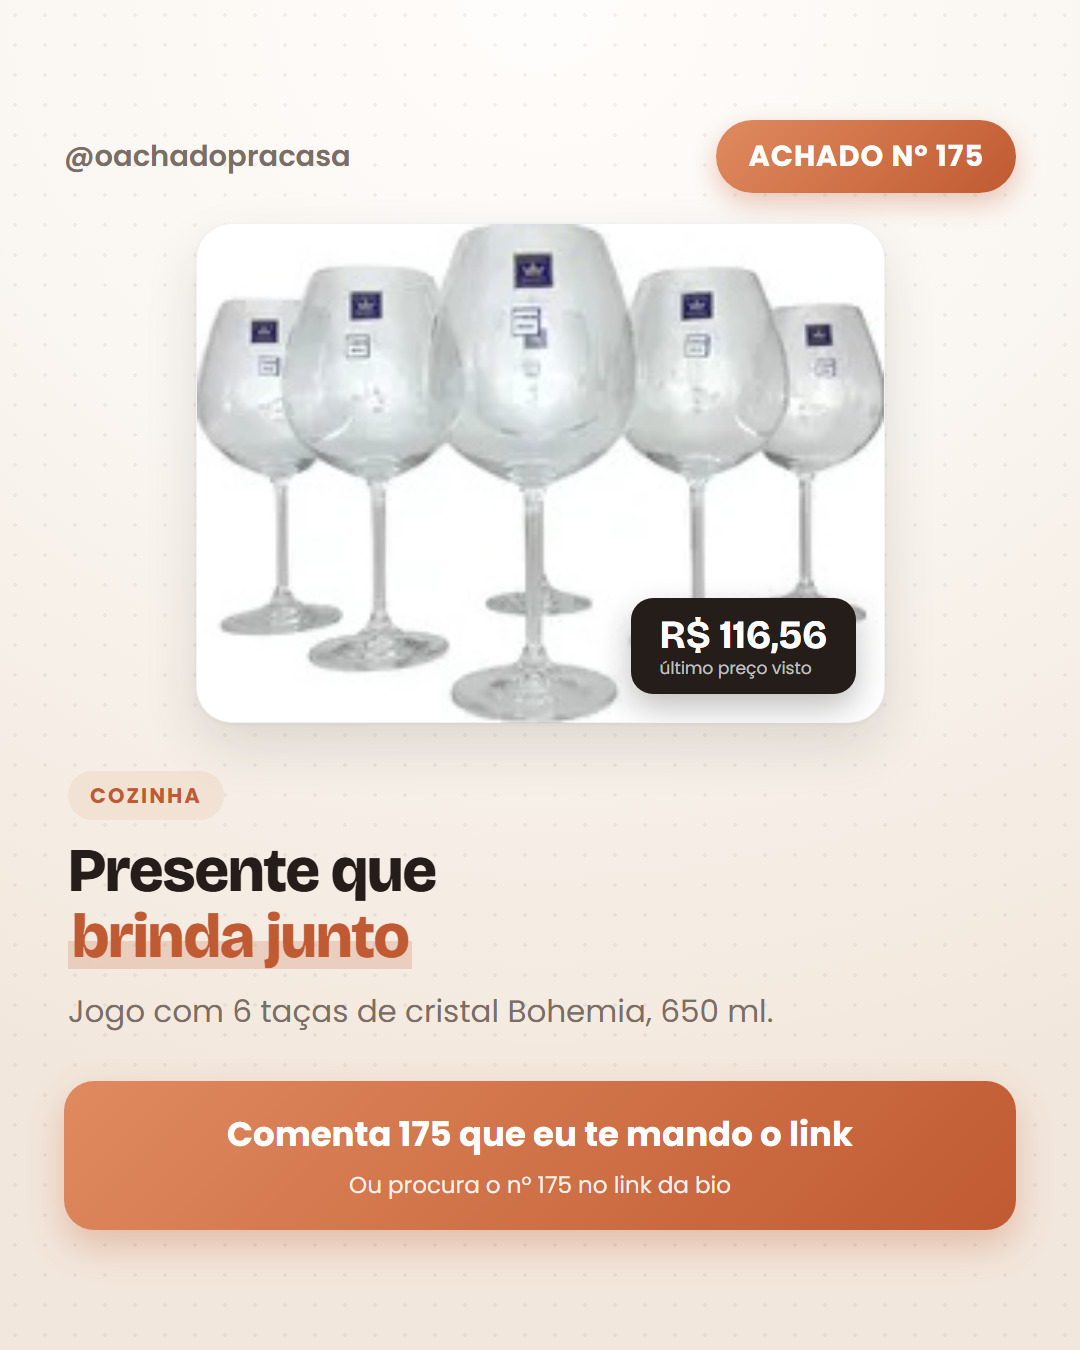 @oachadopracasa
ACHADO Nº 175
R$ 116,56
último preço visto
COZINHA
Presente que
brinda junto
Jogo com 6 taças de cristal Bohemia, 650 ml.
Comenta 175 que eu te mando o link
Ou procura o nº 175 no link da bio